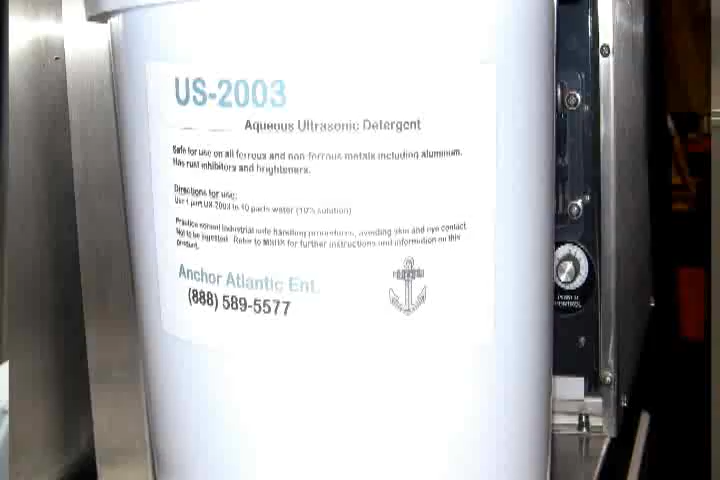 US-2003
Aqueous Ultrasonic Detergent
Safe for use on all ferrous and non-ferrous metals including aluminum.
Has rust inhibitors and brighteners.
Directions for use:
Use 1 part US-2003 to 10 parts water (10% solution)
Practice normal industrial safe handling procedures, avoiding skin and eye contact
Not to be ingested. Refer to MSDS for further instructions and information on this
product.
Anchor Atlantic Ent.
(888) 589-5577
POWER
CONTROL